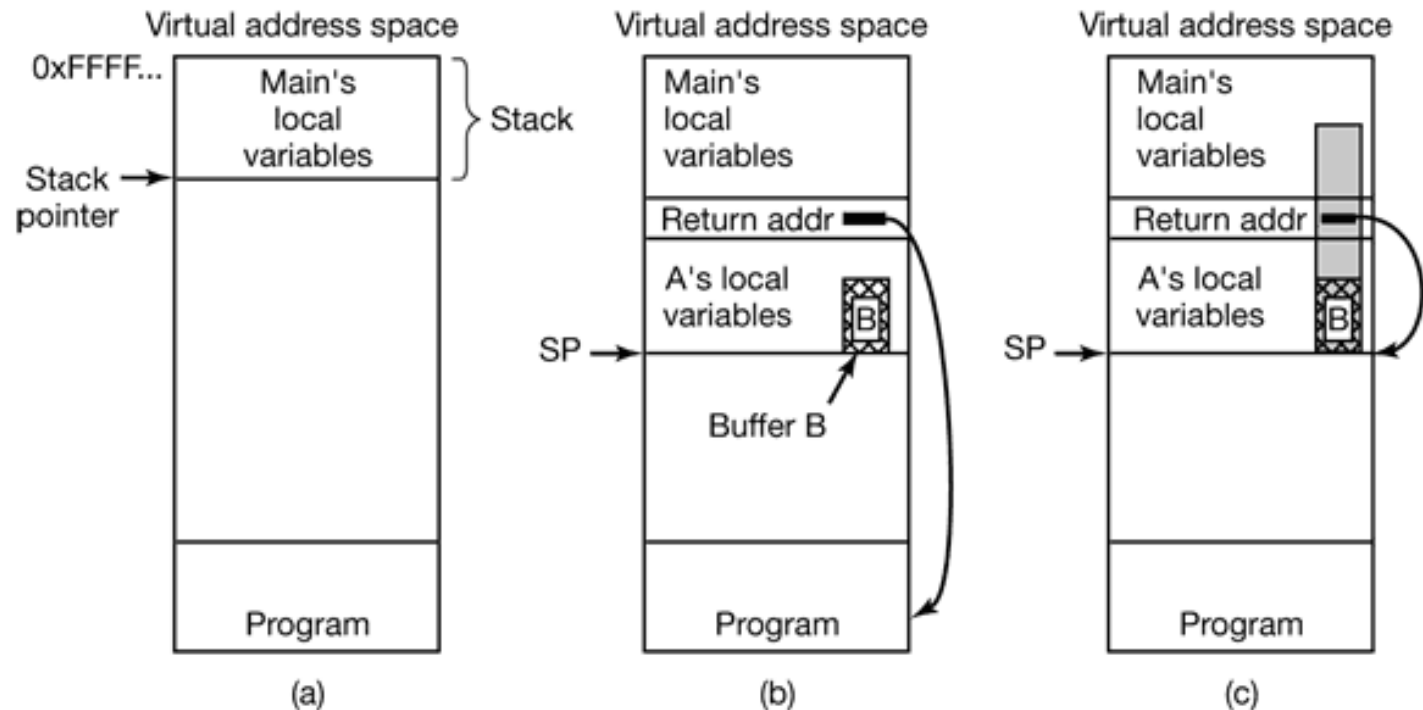 Virtual address space
0xFFFF...
Main's
local
variables
Stack
Stack
pointer
Program
(a)
Virtual address space
Main's
local
variables
Return addr
A's local
variables
B
SP
Buffer B
Program
(b)
Virtual address space
Main's
local
variables
Return addr
A's local
variables
B
SP
Program
(c)